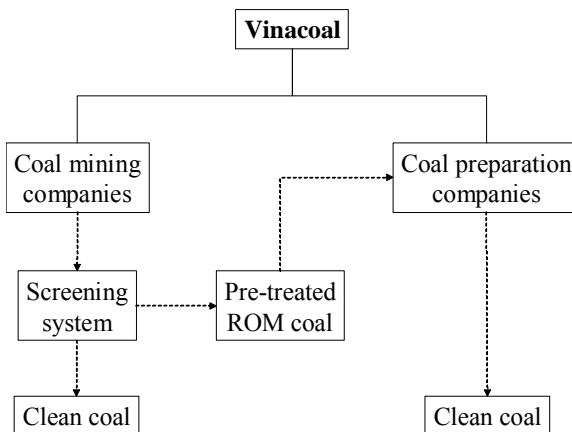 Vinacoal
Coal mining
companies
Coal preparation
companies
Screening
system
Pre-treated
ROM coal
Clean coal
Clean coal